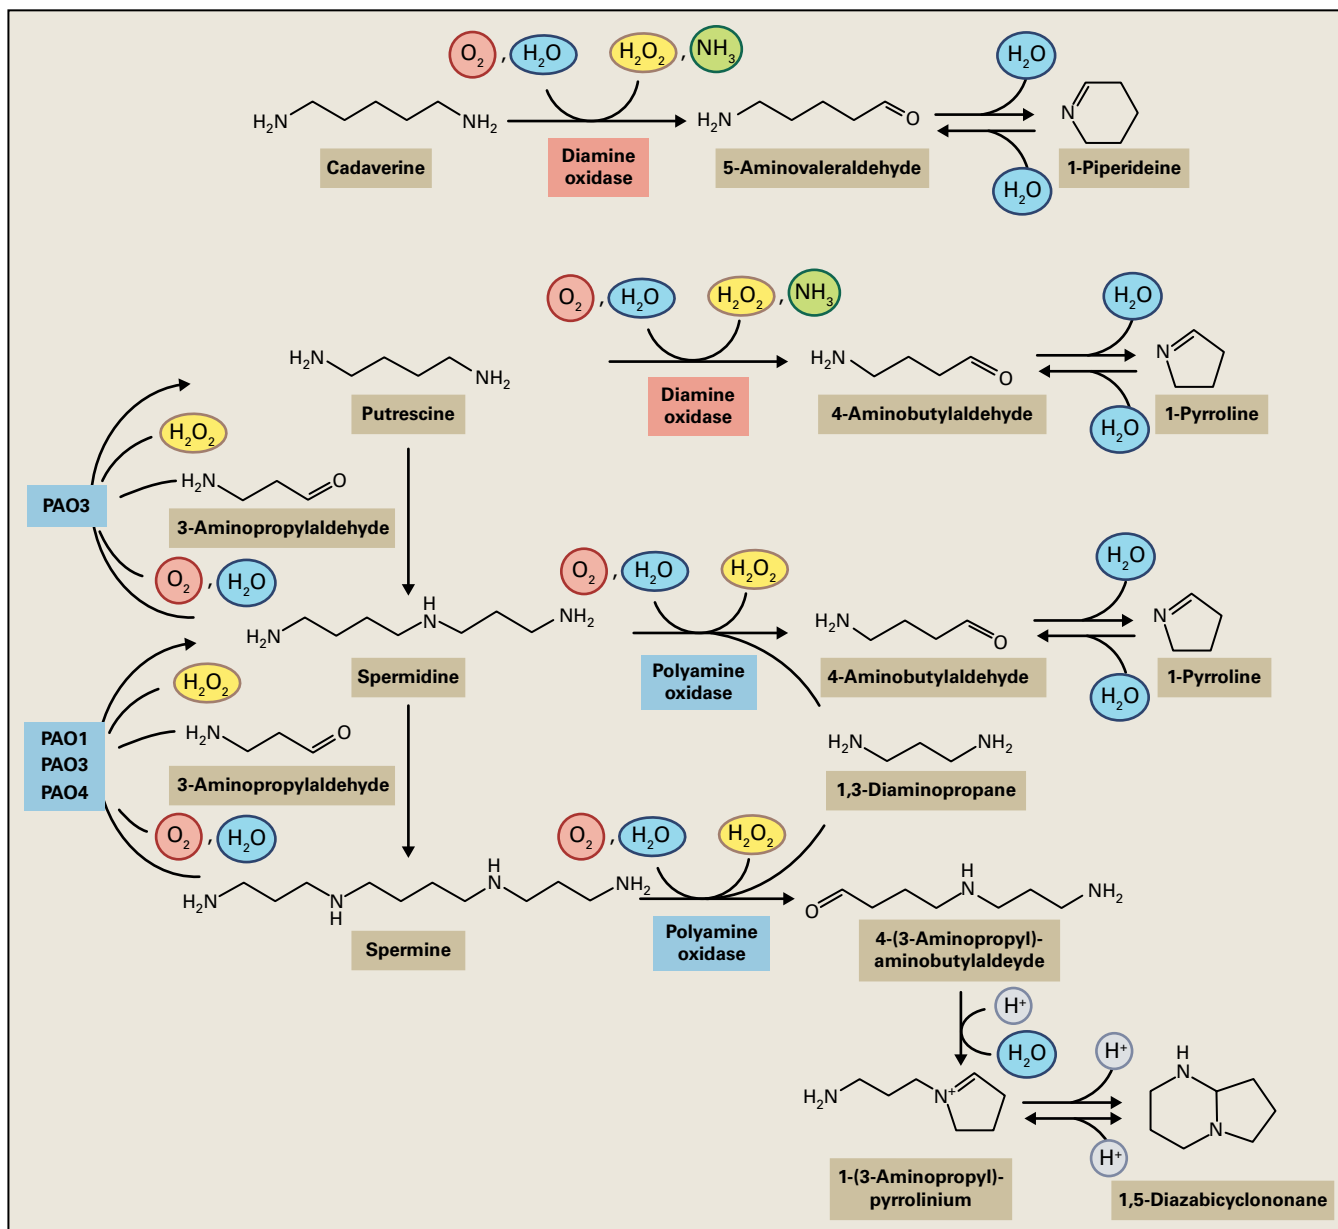 O2 , H2O
H2O2 , NH3
H2O
H2N
NH2
H2N
O
N
Cadaverine
Diamine
oxidase
5-Aminovaleraldehyde
H2O
1-Piperideine
O2 , H2O
H2O2 , NH3
H2O
H2N
NH2
H2N
O
N
Putrescine
Diamine
oxidase
4-Aminobutylaldehyde
H2O
1-Pyrroline
H2O2
PAO3
H2N
O
3-Aminopropylaldehyde
O2 , H2O
O2 , H2O
H2O2
H2O
H2N
H
N
NH2
H2N
O
N
Spermidine
Polyamine
oxidase
4-Aminobutylaldehyde
H2O
1-Pyrroline
H2O2
PAO1
PAO3
PAO4
H2N
O
3-Aminopropylaldehyde
H2N
NH2
1,3-Diaminopropane
O2 , H2O
O2 , H2O
H2O2
H2N
N
H
H
N
NH2
O
H
N
NH2
Spermine
Polyamine
oxidase
4-(3-Aminopropyl)-
aminobutylaldeyde
H+
H2O
H2N
N+
H+
H+
H
N
N
1-(3-Aminopropyl)-
pyrrolinium
1,5-Diazabicyclononane